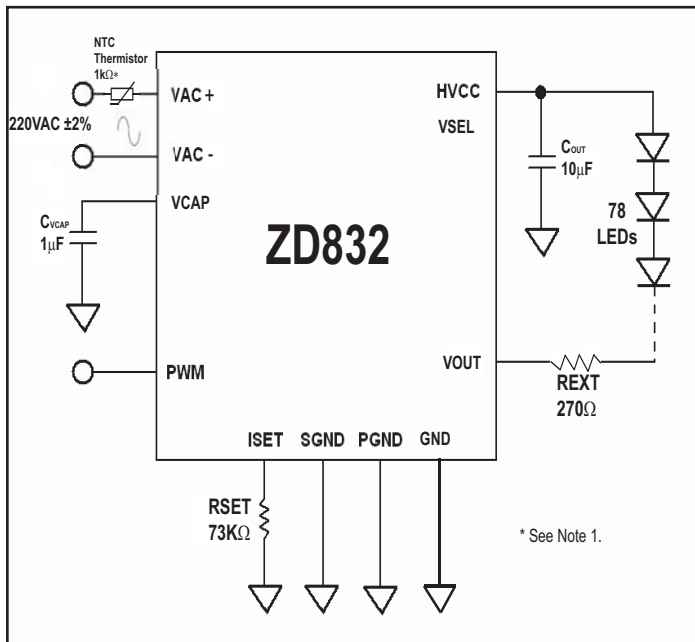 NTC
Thermistor
1kΩ*
VAC +
220VAC ±2%
VAC -
VCAP
CVCAP
1µF
PWM
ZD832
HVCC
VSEL
COUT
10µF
78
LEDs
VOUT
REXT
270Ω
ISET
SGND
PGND
GND
RSET
73KΩ
* See Note 1.